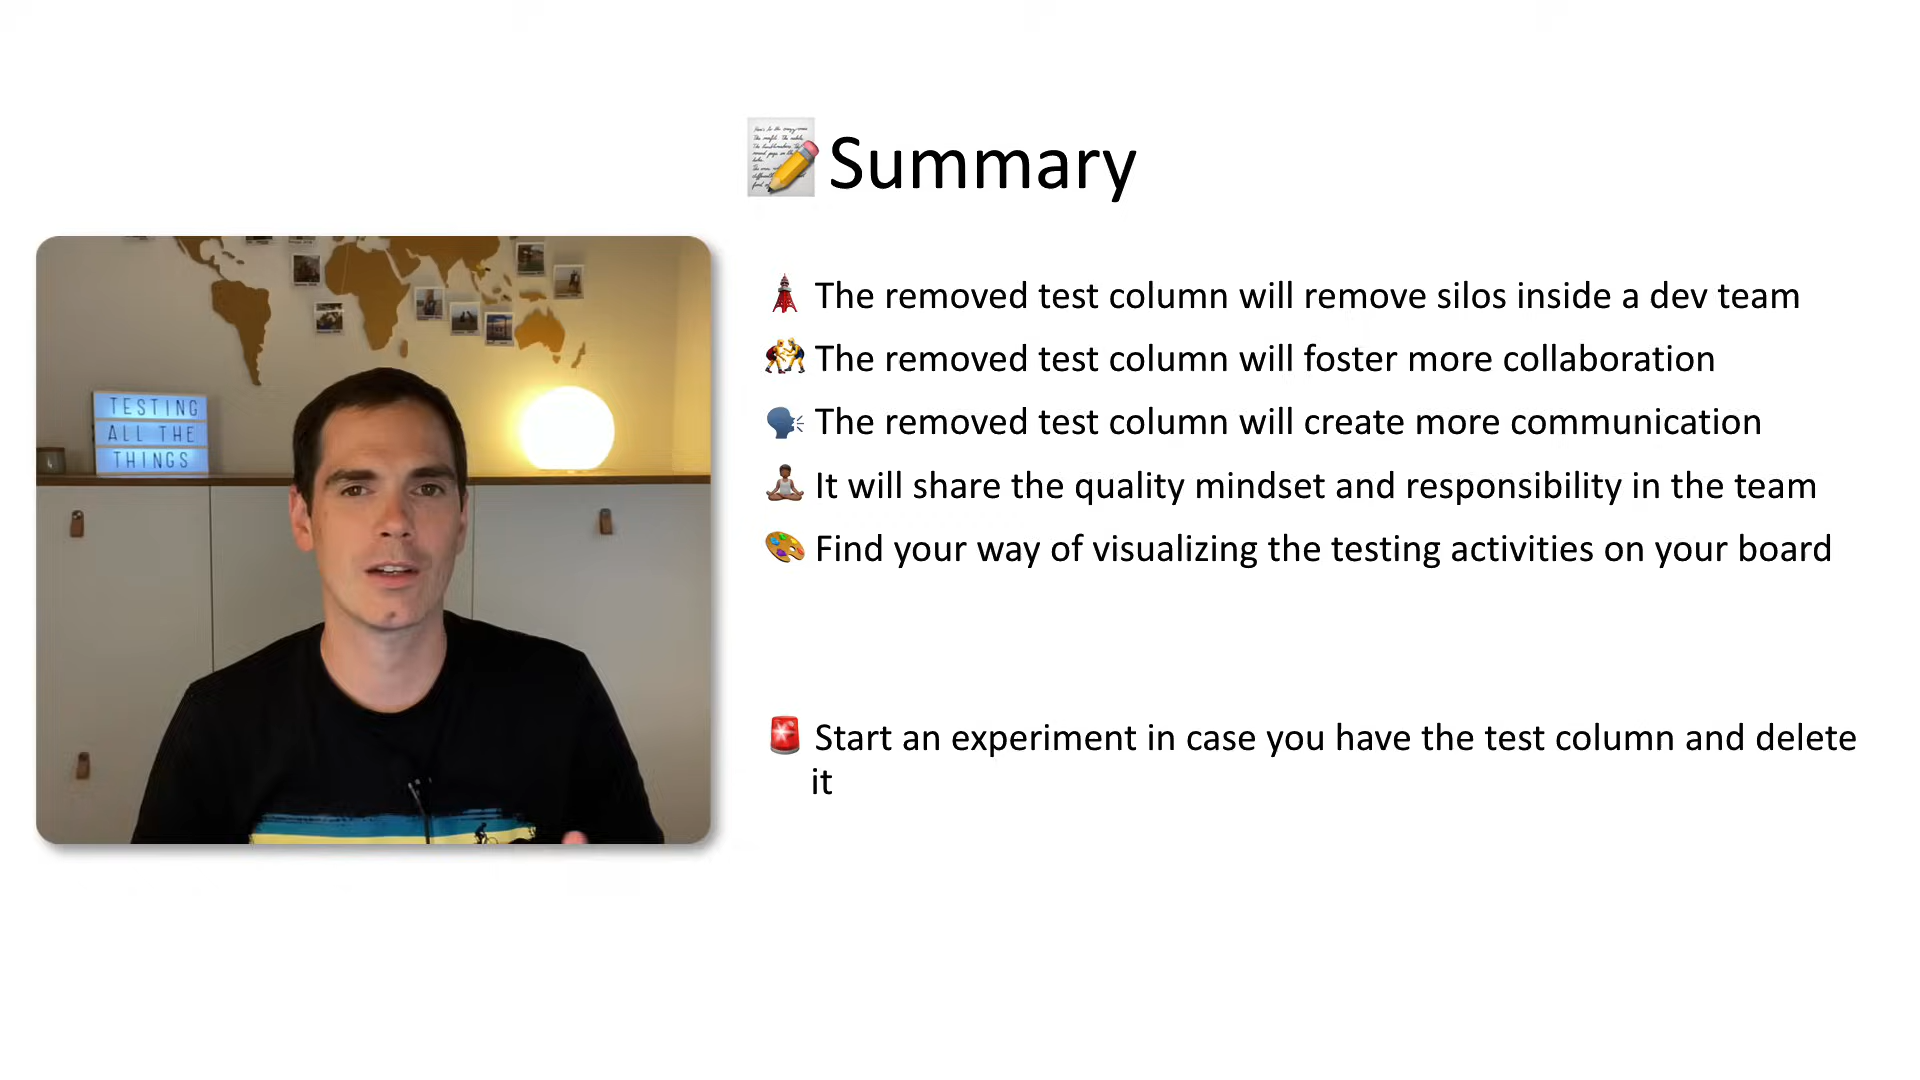 Summary
TESTING
ALL THE
THINGS
The removed test column will remove silos inside a dev team
The removed test column will foster more collaboration
The removed test column will create more communication
It will share the quality mindset and responsibility in the team
Find your way of visualizing the testing activities on your board
Start an experiment in case you have the test column and delete
it